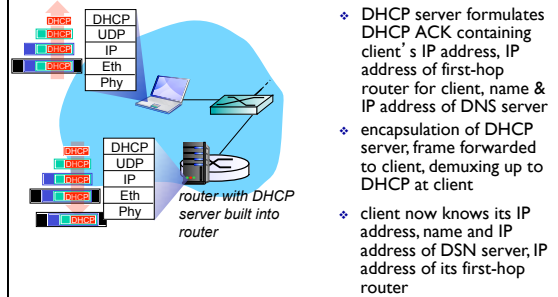 DHCP
DHCP
DHCP
DHCP
DHCP
UDP
IP
Eth
Phy
DHCP
DHCP
DHCP
DHCP
DHCP
DHCP
UDP
IP
Eth
Phy
router with DHCP
server built into
router
❖ DHCP server formulates
DHCP ACK containing
client’s IP address, IP
address of first-hop
router for client, name &
IP address of DNS server
❖ encapsulation of DHCP
server, frame forwarded
to client, demuxing up to
DHCP at client
❖ client now knows its IP
address, name and IP
address of DSN server, IP
address of its first-hop
router